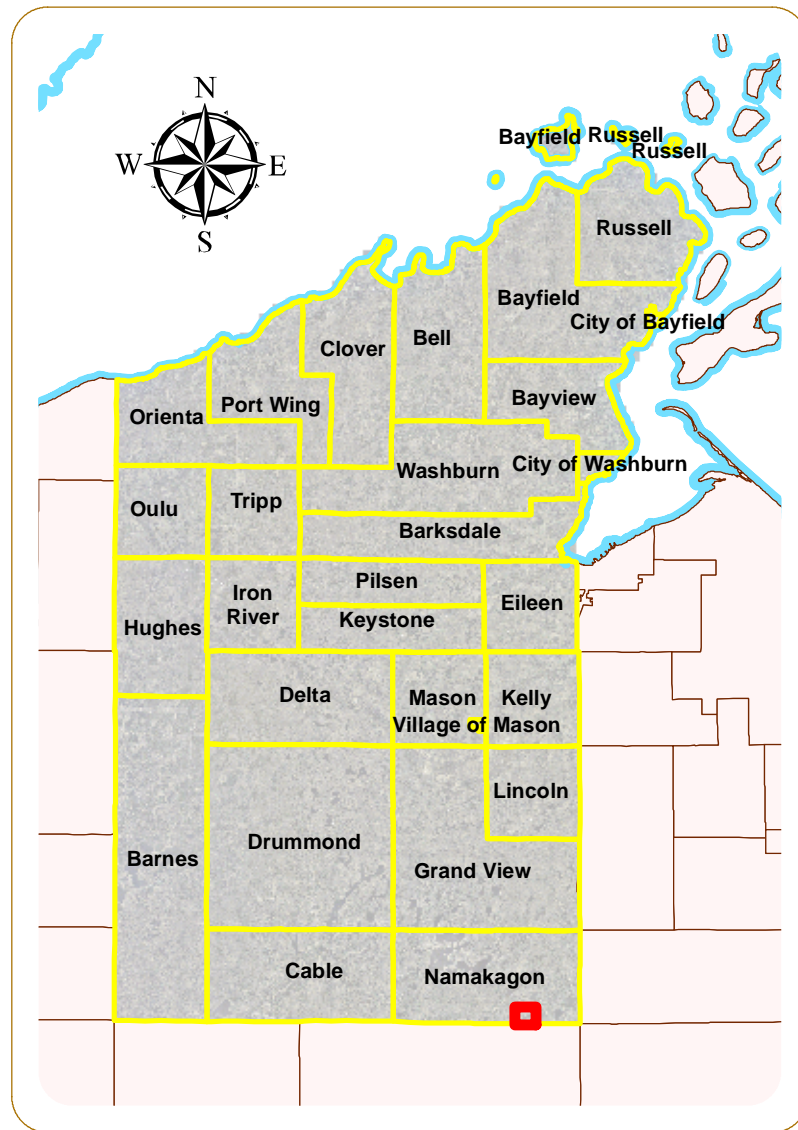 N
W E
S
Bayfield Russell
Russell
Russell
Bayfield
City of Bayfield
Clover
Bell
Bayview
Port Wing
Orienta
Washburn City of Washburn
Oulu
Tripp
Barksdale
Pilsen
Iron
River
Eileen
Keystone
Hughes
Delta
Mason
Kelly
Village of Mason
Lincoln
Drummond
Barnes
Grand View
Cable
Namakagon